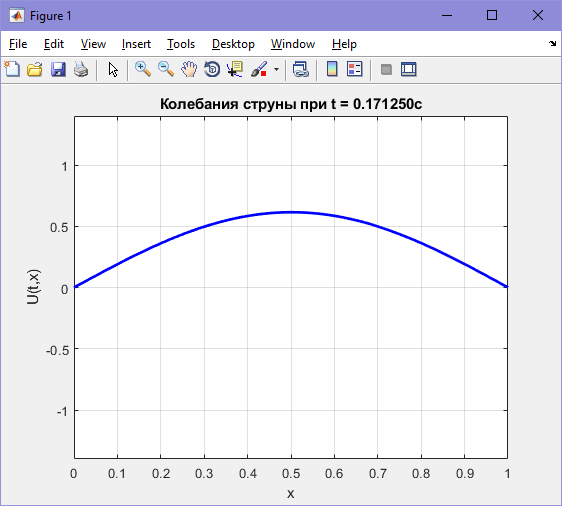 Figure 1
File Edit View Insert Tools Desktop Window Help
Колебания струны при t = 0.171250с
1
0.5
0
-0.5
-1
U(t,x)
0 0.1 0.2 0.3 0.4 0.5 0.6 0.7 0.8 0.9 1
x